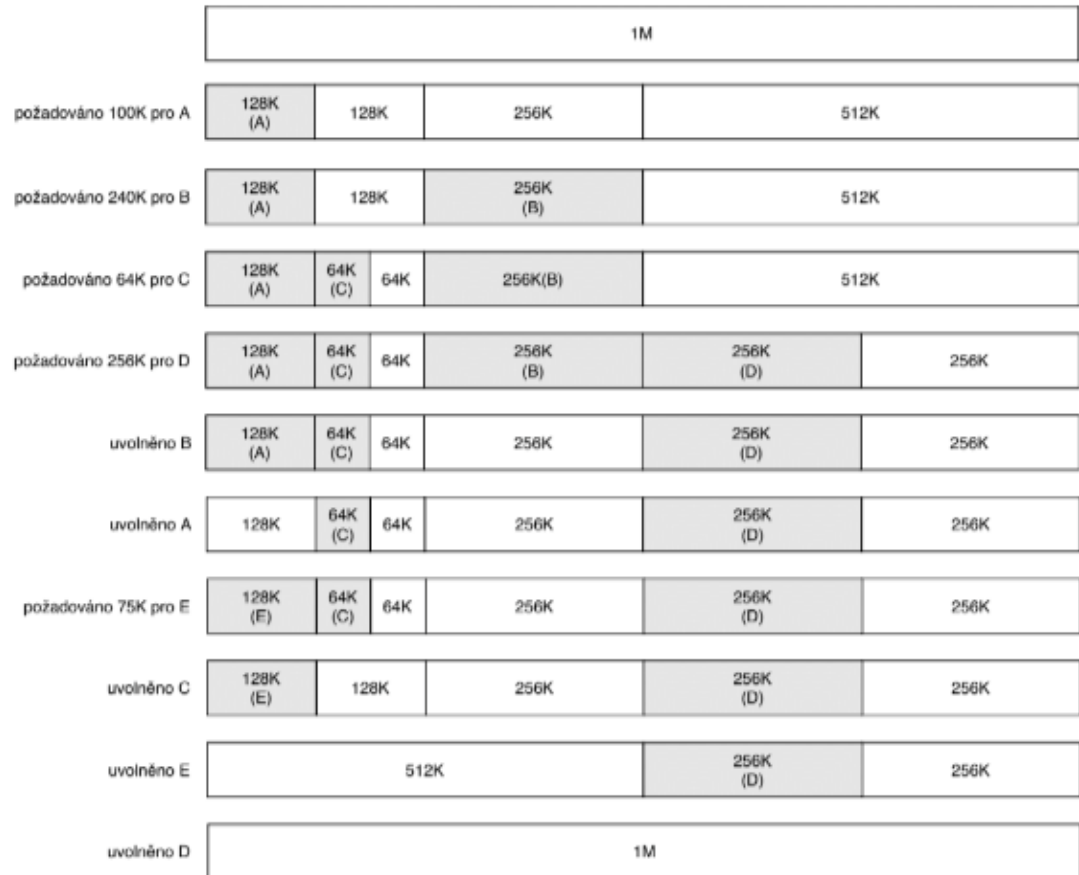 1M
požadováno 100K pro A
128K
(A)
128K
256K
512K
požadováno 240K pro B
128K
(A)
128K
256K
(B)
512K
požadováno 64K pro C
128K
(A)
64K
(C)
64K
256K(B)
512K
požadováno 256K pro D
128K
(A)
64K
(C)
64K
256K
(B)
256K
(D)
256K
uvolněno B
128K
(A)
64K
(C)
64K
256K
256K
(D)
256K
uvolněno A
128K
64K
(C)
64K
256K
256K
(D)
256K
požadováno 75K pro E
128K
(E)
64K
(C)
64K
256K
256K
(D)
256K
uvolněno C
128K
(E)
128K
256K
256K
(D)
256K
uvolněno E
512K
256K
(D)
256K
uvolněno D
1M